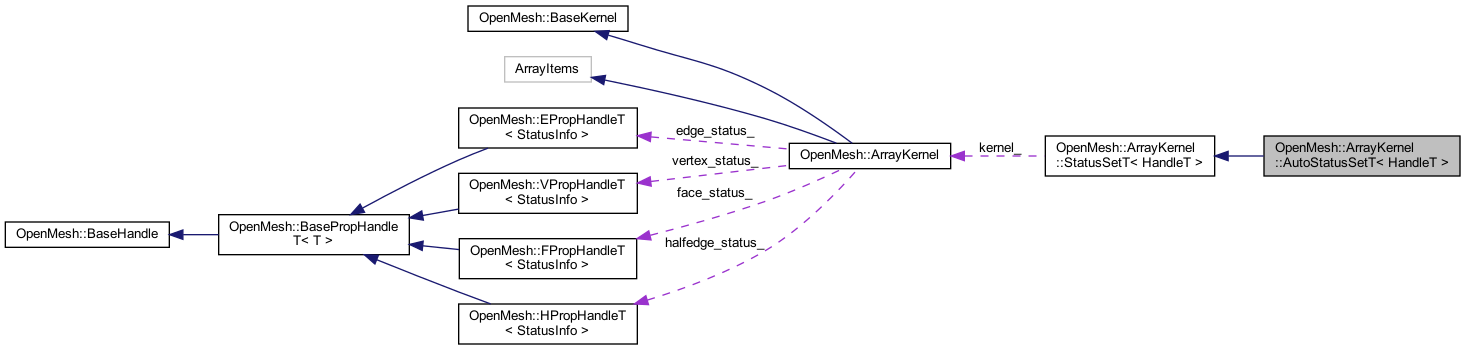 OpenMesh::BaseKernel
ArrayItems
OpenMesh::EPropHandleT
< StatusInfo >
edge_status_
OpenMesh::ArrayKernel
kernel_
OpenMesh::ArrayKernel
::StatusSetT< HandleT >
OpenMesh::ArrayKernel
::AutoStatusSetT< HandleT >
vertex_status_
OpenMesh::VPropHandleT
< StatusInfo >
face_status_
OpenMesh::BaseHandle
OpenMesh::BasePropHandle
T< T >
OpenMesh::FPropHandleT
< StatusInfo >
halfedge_status_
OpenMesh::HPropHandleT
< StatusInfo >